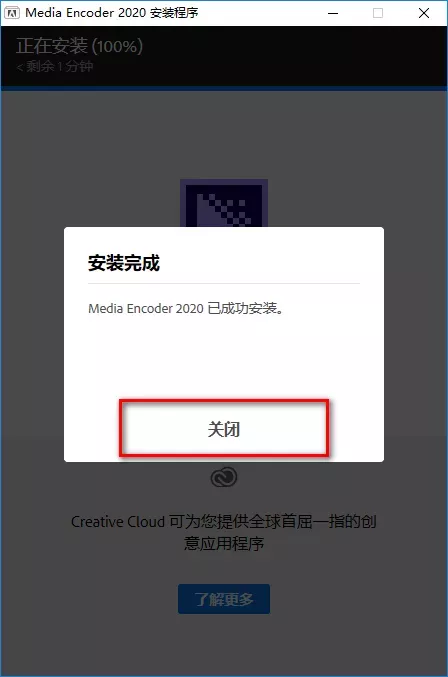 Media Encoder 2020 安装程序
正在安装 (100%)
< 剩余 1 分钟
安装完成
Media Encoder 2020 已成功安装。
关闭
Creative Cloud 可为您提供全球首屈一指的创
意应用程序
了解更多